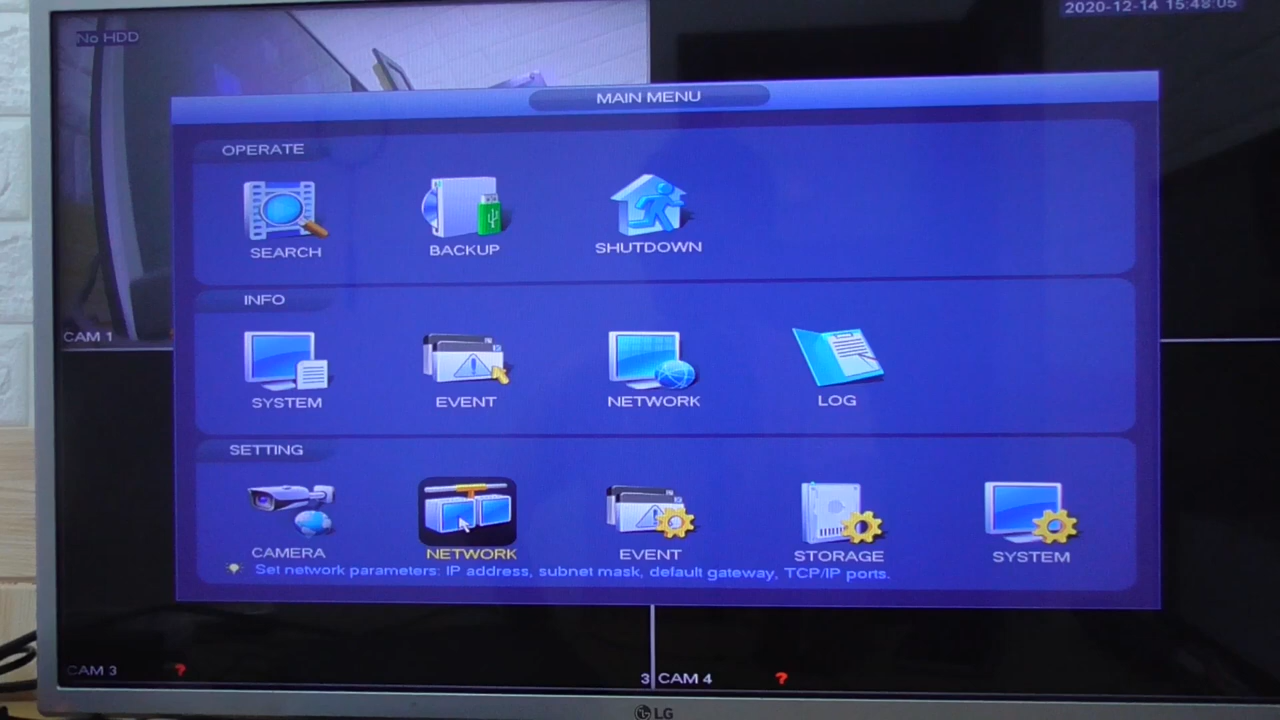 2020-12-14 15:48:05
No HDD
MAIN MENU
OPERATE
SEARCH
BACKUP
SHUTDOWN
INFO
CAM 1
SYSTEM
EVENT
NETWORK
LOG
SETTING
CAMERA
NETWORK
EVENT
STORAGE
SYSTEM
Set network parameters: IP address, subnet mask, default gateway, TCP/IP ports.
CAM 3
?
3
CAM 4
?
LG